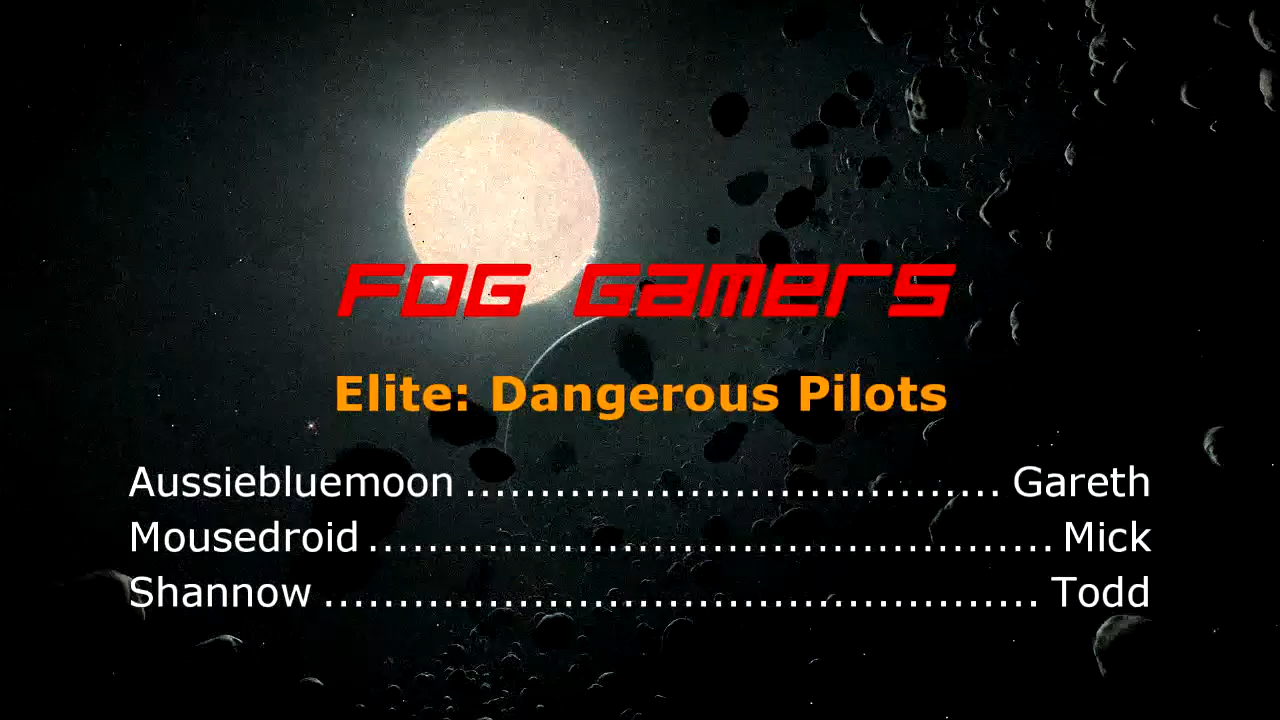 FOG Gamers
Elite: Dangerous Pilots
Aussiebluemoon .................................... Gareth
Mousedroid .............................................. Mick
Shannow ................................................ Todd